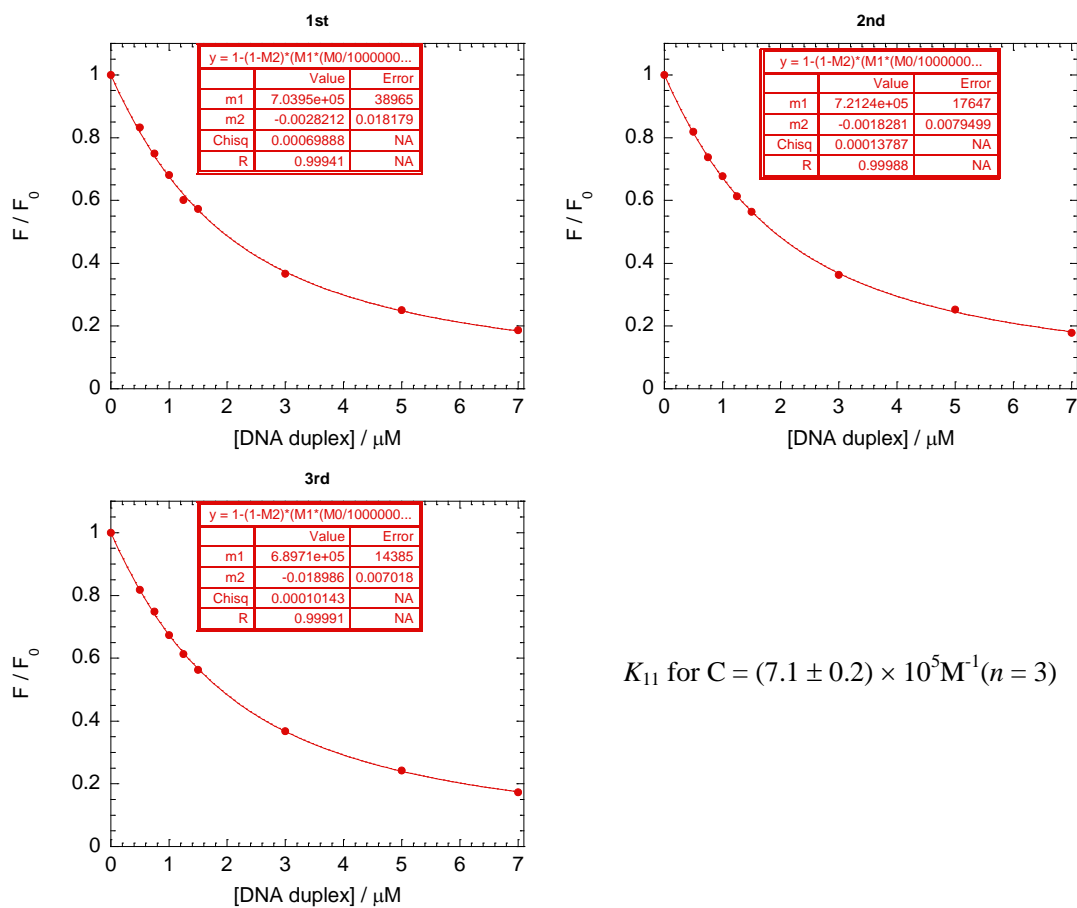 1st
y = 1-(1-M2)*(M1*(M0/1000000...
Value Error
m1 7.0395e+05 38965
m2 -0.0028212 0.018179
Chisq 0.00069888 NA
R 0.99941 NA
1
0.8
0.6
0.4
0.2
0
F / F0
0 1 2 3 4 5 6 7
[DNA duplex] / μM
2nd
y = 1-(1-M2)*(M1*(M0/1000000...
Value Error
m1 7.2124e+05 17647
m2 -0.0018281 0.0079499
Chisq 0.00013787 NA
R 0.99988 NA
1
0.8
0.6
0.4
0.2
0
F / F0
0 1 2 3 4 5 6 7
[DNA duplex] / μM
3rd
y = 1-(1-M2)*(M1*(M0/1000000...
Value Error
m1 6.8971e+05 14385
m2 -0.018986 0.007018
Chisq 0.00010143 NA
R 0.99991 NA
1
0.8
0.6
0.4
0.2
0
F / F0
0 1 2 3 4 5 6 7
[DNA duplex] / μM
K11 for C = (7.1 ± 0.2) × 10⁵M⁻¹(n = 3)